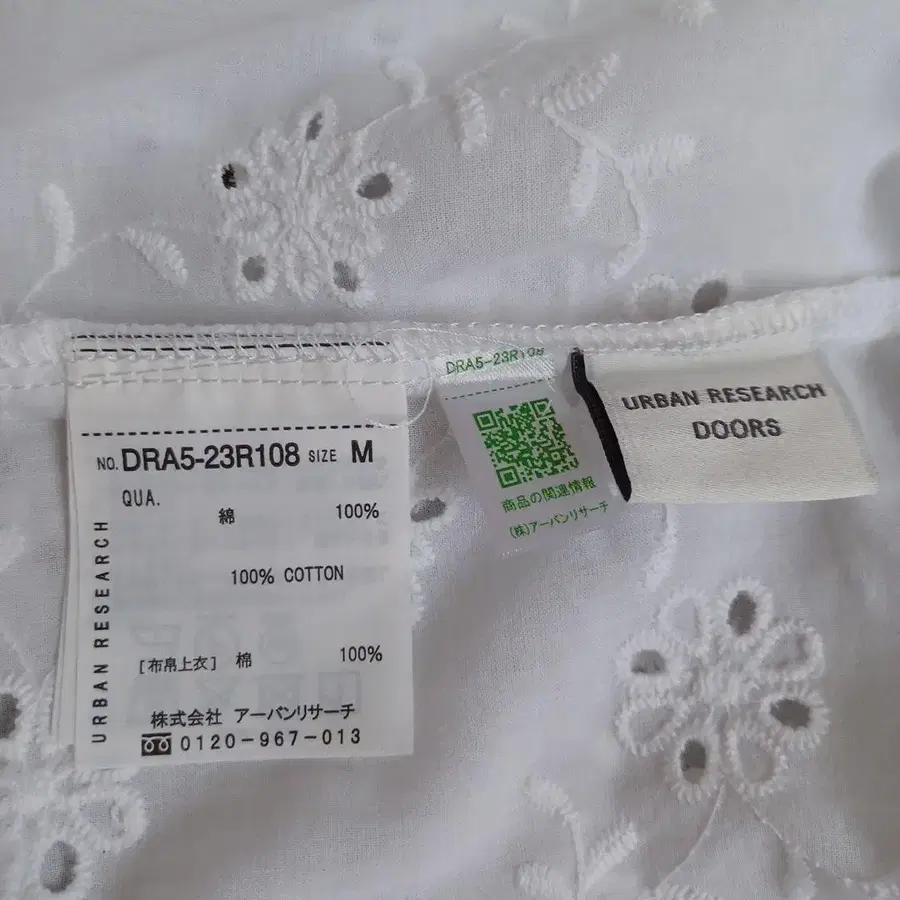 NO. DRA5-23R108 SIZE M
QUA.
綿 100%
100% COTTON
[布帛上衣] 棉 100%
株式会社 アーバンリサーチ
0120-967-013
URBAN RESEARCH
DRA5-23R108
商品の関連情報
(株)アーバンリサーチ
URBAN RESEARCH
DOORS